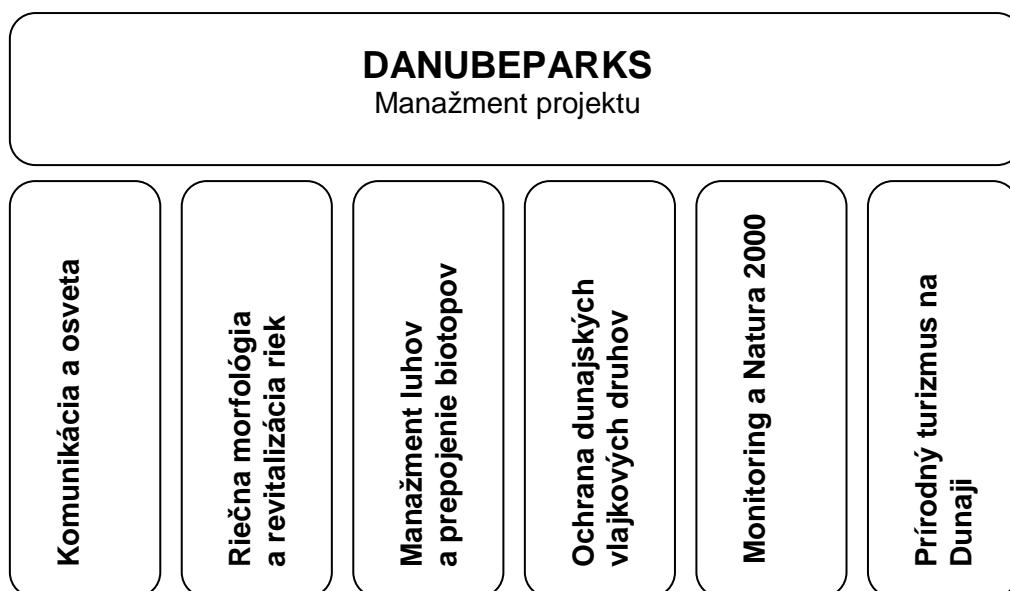 DANUBEPARKS
Manažment projektu
Komunikácia a osveta
Riečna morfológia
a revitalizácia riek
Manažment luhov
a prepojenie biotopov
Ochrana dunajských
vlajkových druhov
Monitoring a Natura 2000
Prírodný turizmus na
Dunaji